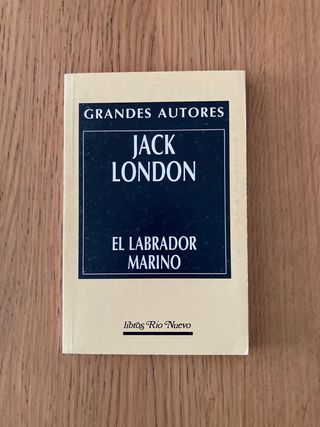 GRANDES AUTORES
JACK
LONDON
EL LABRADOR
MARINO
libros Río Nuevo